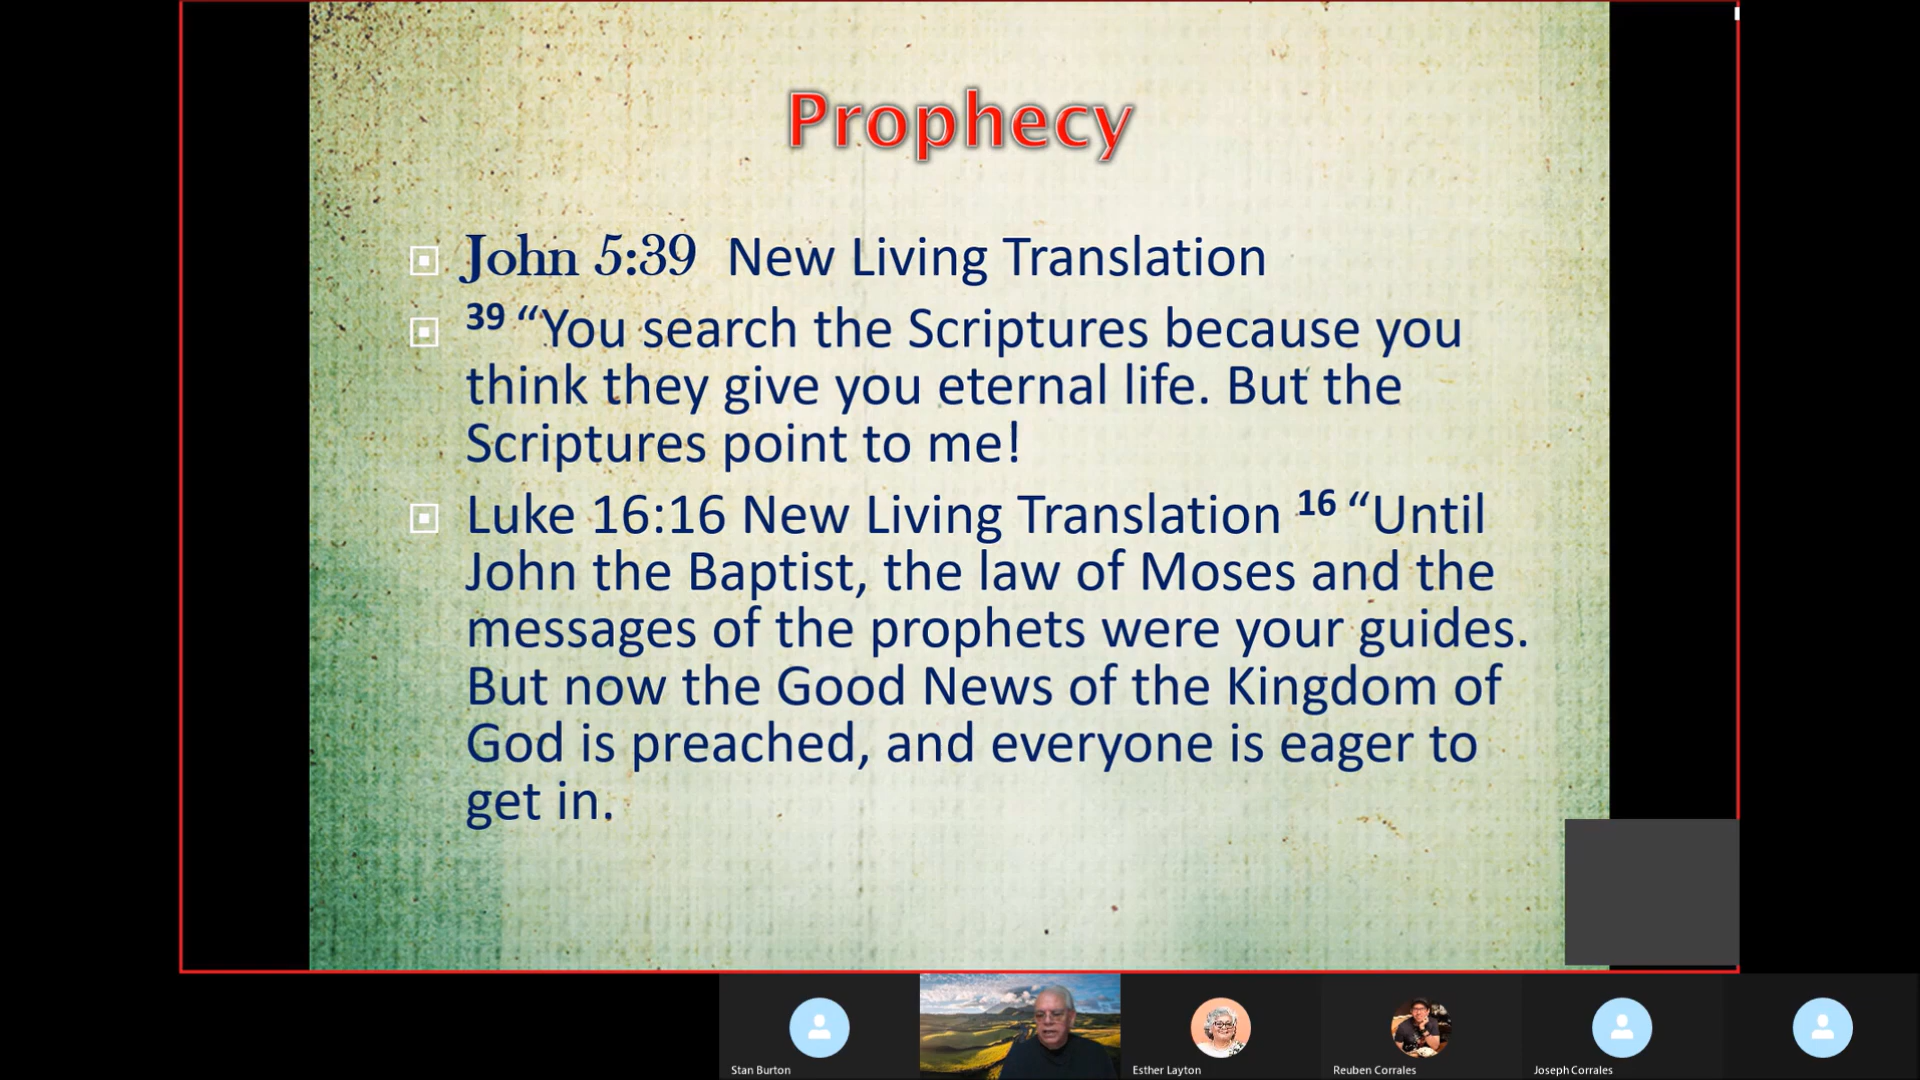 Prophecy
John 5:39 New Living Translation
39 “You search the Scriptures because you
think they give you eternal life. But the
Scriptures point to me!
Luke 16:16 New Living Translation 16 “Until
John the Baptist, the law of Moses and the
messages of the prophets were your guides.
But now the Good News of the Kingdom of
God is preached, and everyone is eager to
get in.
Stan Burton
Esther Layton
Reuben Corrales
Joseph Corrales